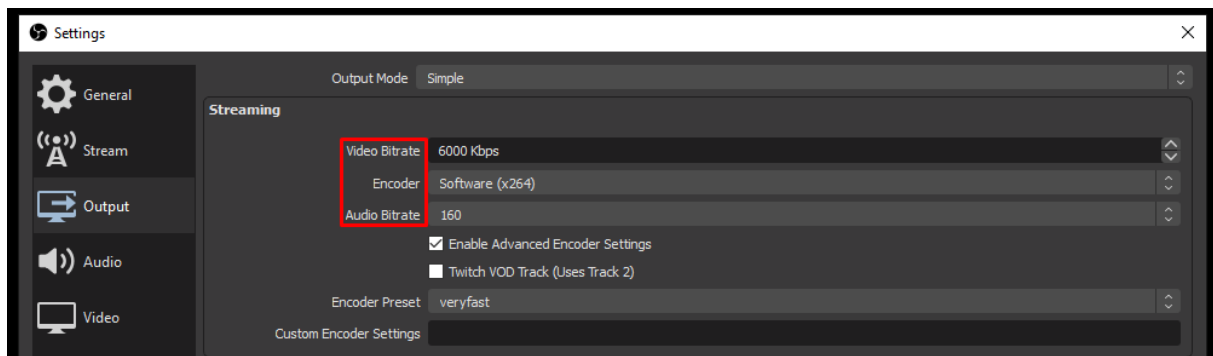 Settings
General
Stream
Output
Audio
Video
Output Mode Simple
Streaming
Video Bitrate 6000 Kbps
Encoder Software (x264)
Audio Bitrate 160
Enable Advanced Encoder Settings
Twitch VOD Track (Uses Track 2)
Encoder Preset veryfast
Custom Encoder Settings